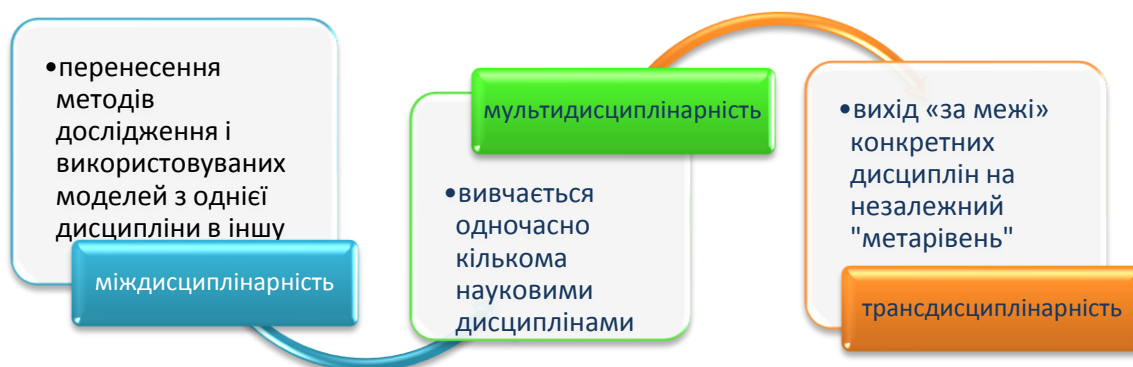 •перенесення
методів
дослідження і
використовуваних
моделей з однієї
дисципліни в іншу
міждисциплінарність
мультидисциплінарність
•вивчається
одночасно
кількома
науковими
дисциплінами
•вихід «за межі»
конкретних
дисциплін на
незалежний
"метарівень"
трансдисциплінарність